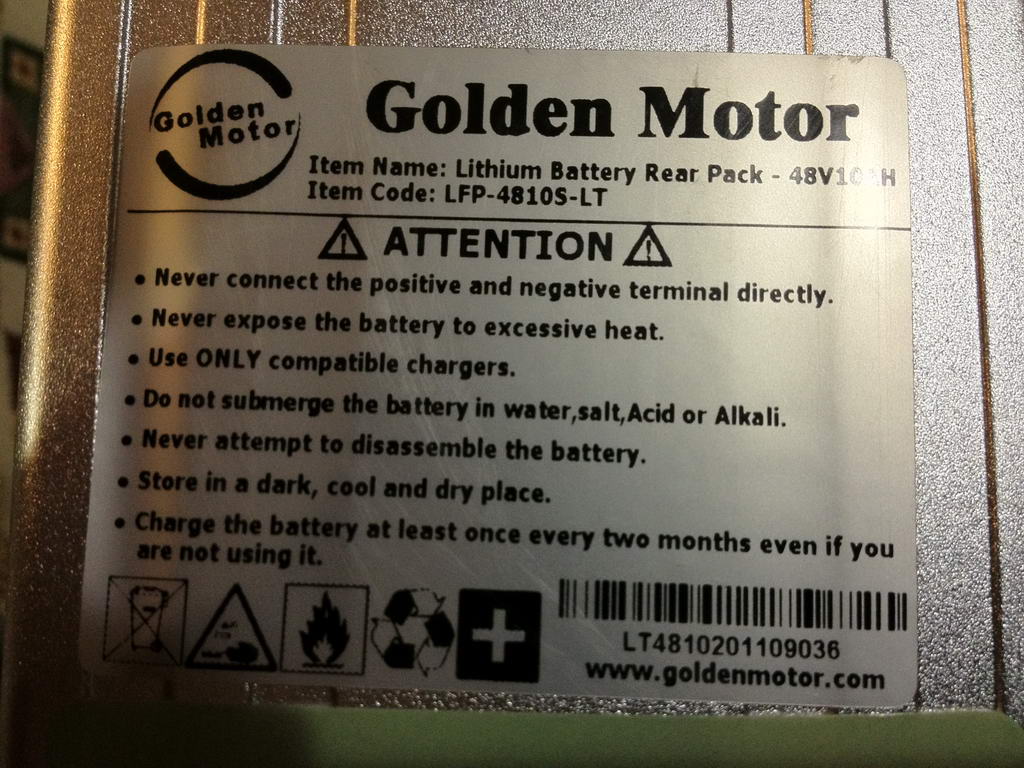 Golden
Motor
Golden Motor
Item Name: Lithium Battery Rear Pack - 48V10AH
Item Code: LFP-4810S-LT
ATTENTION
• Never connect the positive and negative terminal directly.
• Never expose the battery to excessive heat.
• Use ONLY compatible chargers.
• Do not submerge the battery in water,salt,Acid or Alkali.
• Never attempt to disassemble the battery.
• Store in a dark, cool and dry place.
• Charge the battery at least once every two months even if you
are not using it.
LT4810201109036
www.goldenmotor.com